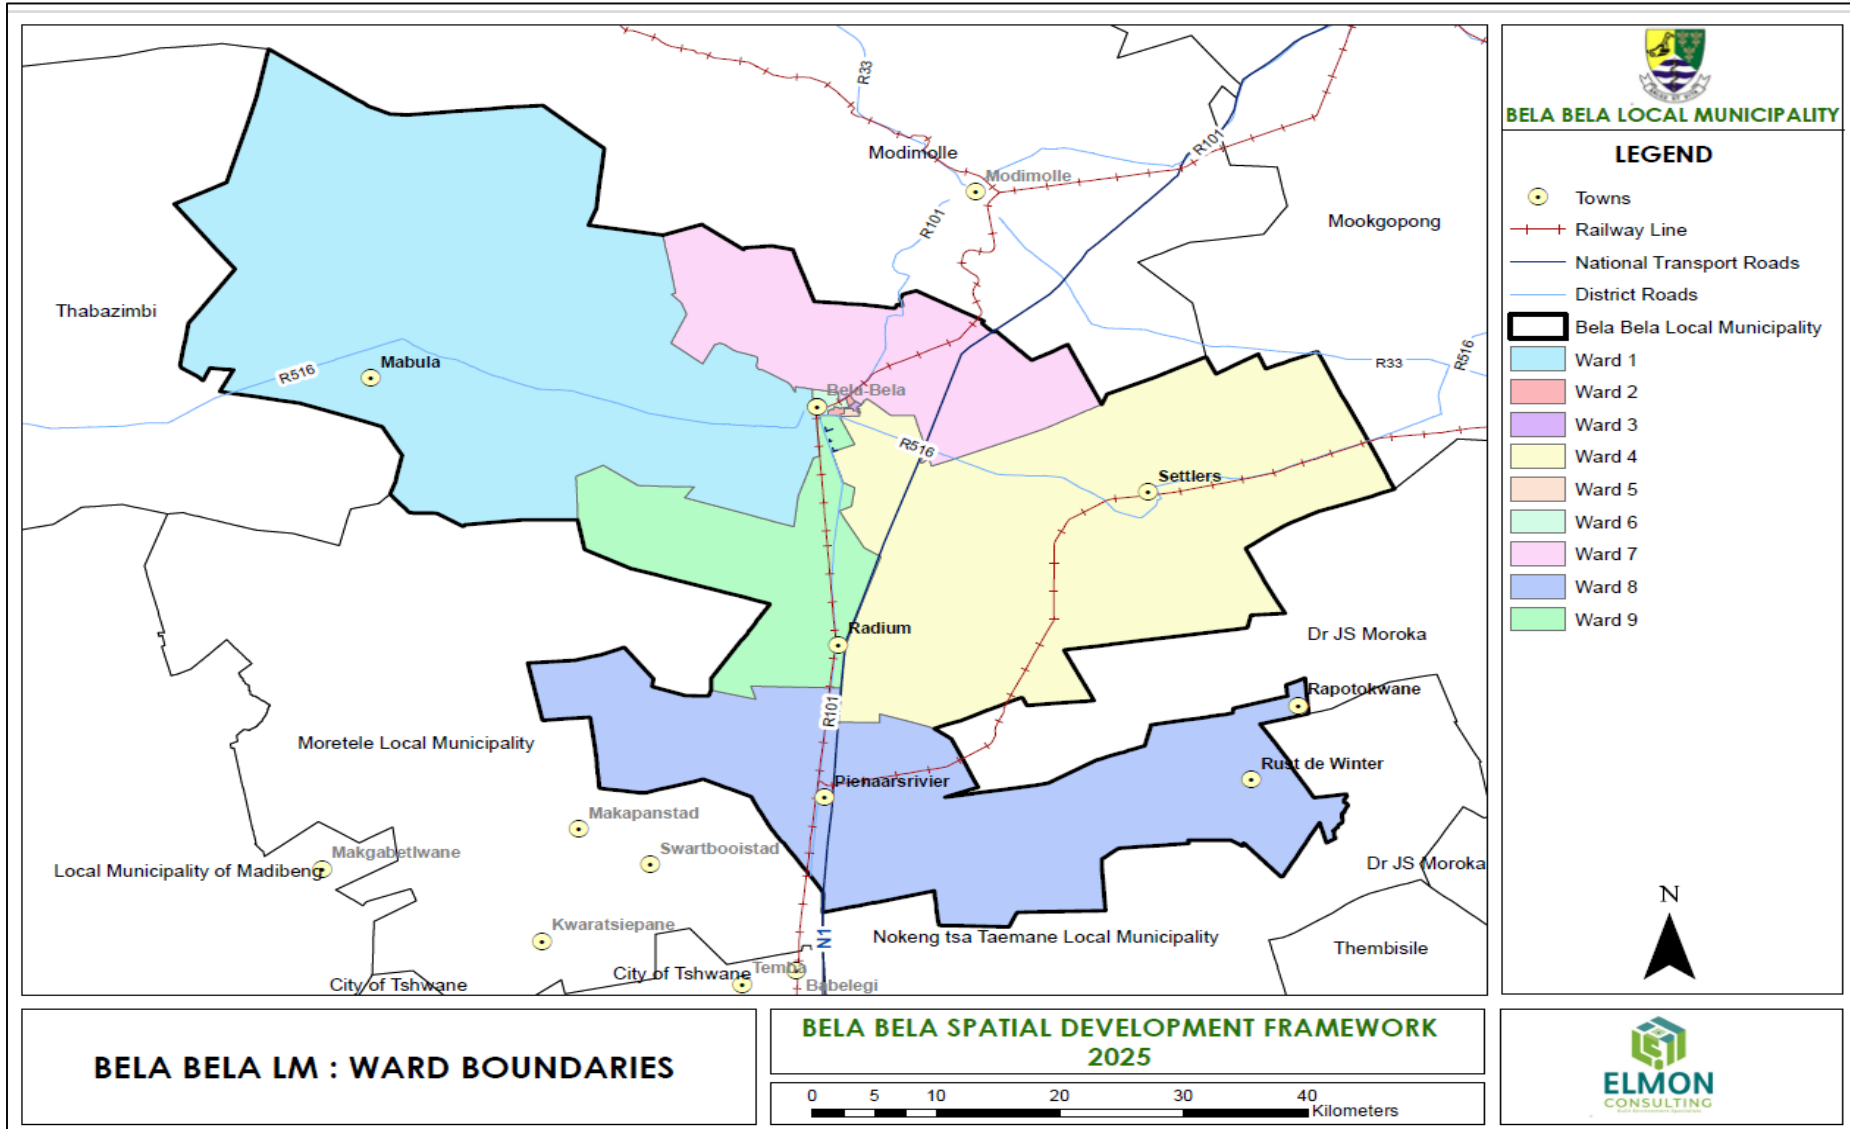 R33
R101
Modimolle
Modimolle
R101
Mookgopong
Thabazimbi
R516
Mabula
R33
R516
Bela-Bela
R516
Settlers
Radium
Dr JS Moroka
Rapotokwane
R101
Moretele Local Municipality
Rust de Winter
Pienaarsrivier
Makapanstad
Swartbooistad
Makgabetlwane
Local Municipality of Madibeng
Dr JS Moroka
Kwaratsiepane
N1
Nokeng tsa Taemane Local Municipality
Thembisile
City of Tshwane
City of Tshwane
Temba
Babelegi
BELA BELA LOCAL MUNICIPALITY
LEGEND
Towns
Railway Line
National Transport Roads
District Roads
Bela Bela Local Municipality
Ward 1
Ward 2
Ward 3
Ward 4
Ward 5
Ward 6
Ward 7
Ward 8
Ward 9
N
BELA BELA LM : WARD BOUNDARIES
BELA BELA SPATIAL DEVELOPMENT FRAMEWORK
2025
0 5 10 20 30 40
Kilometers
ELMON
CONSULTING